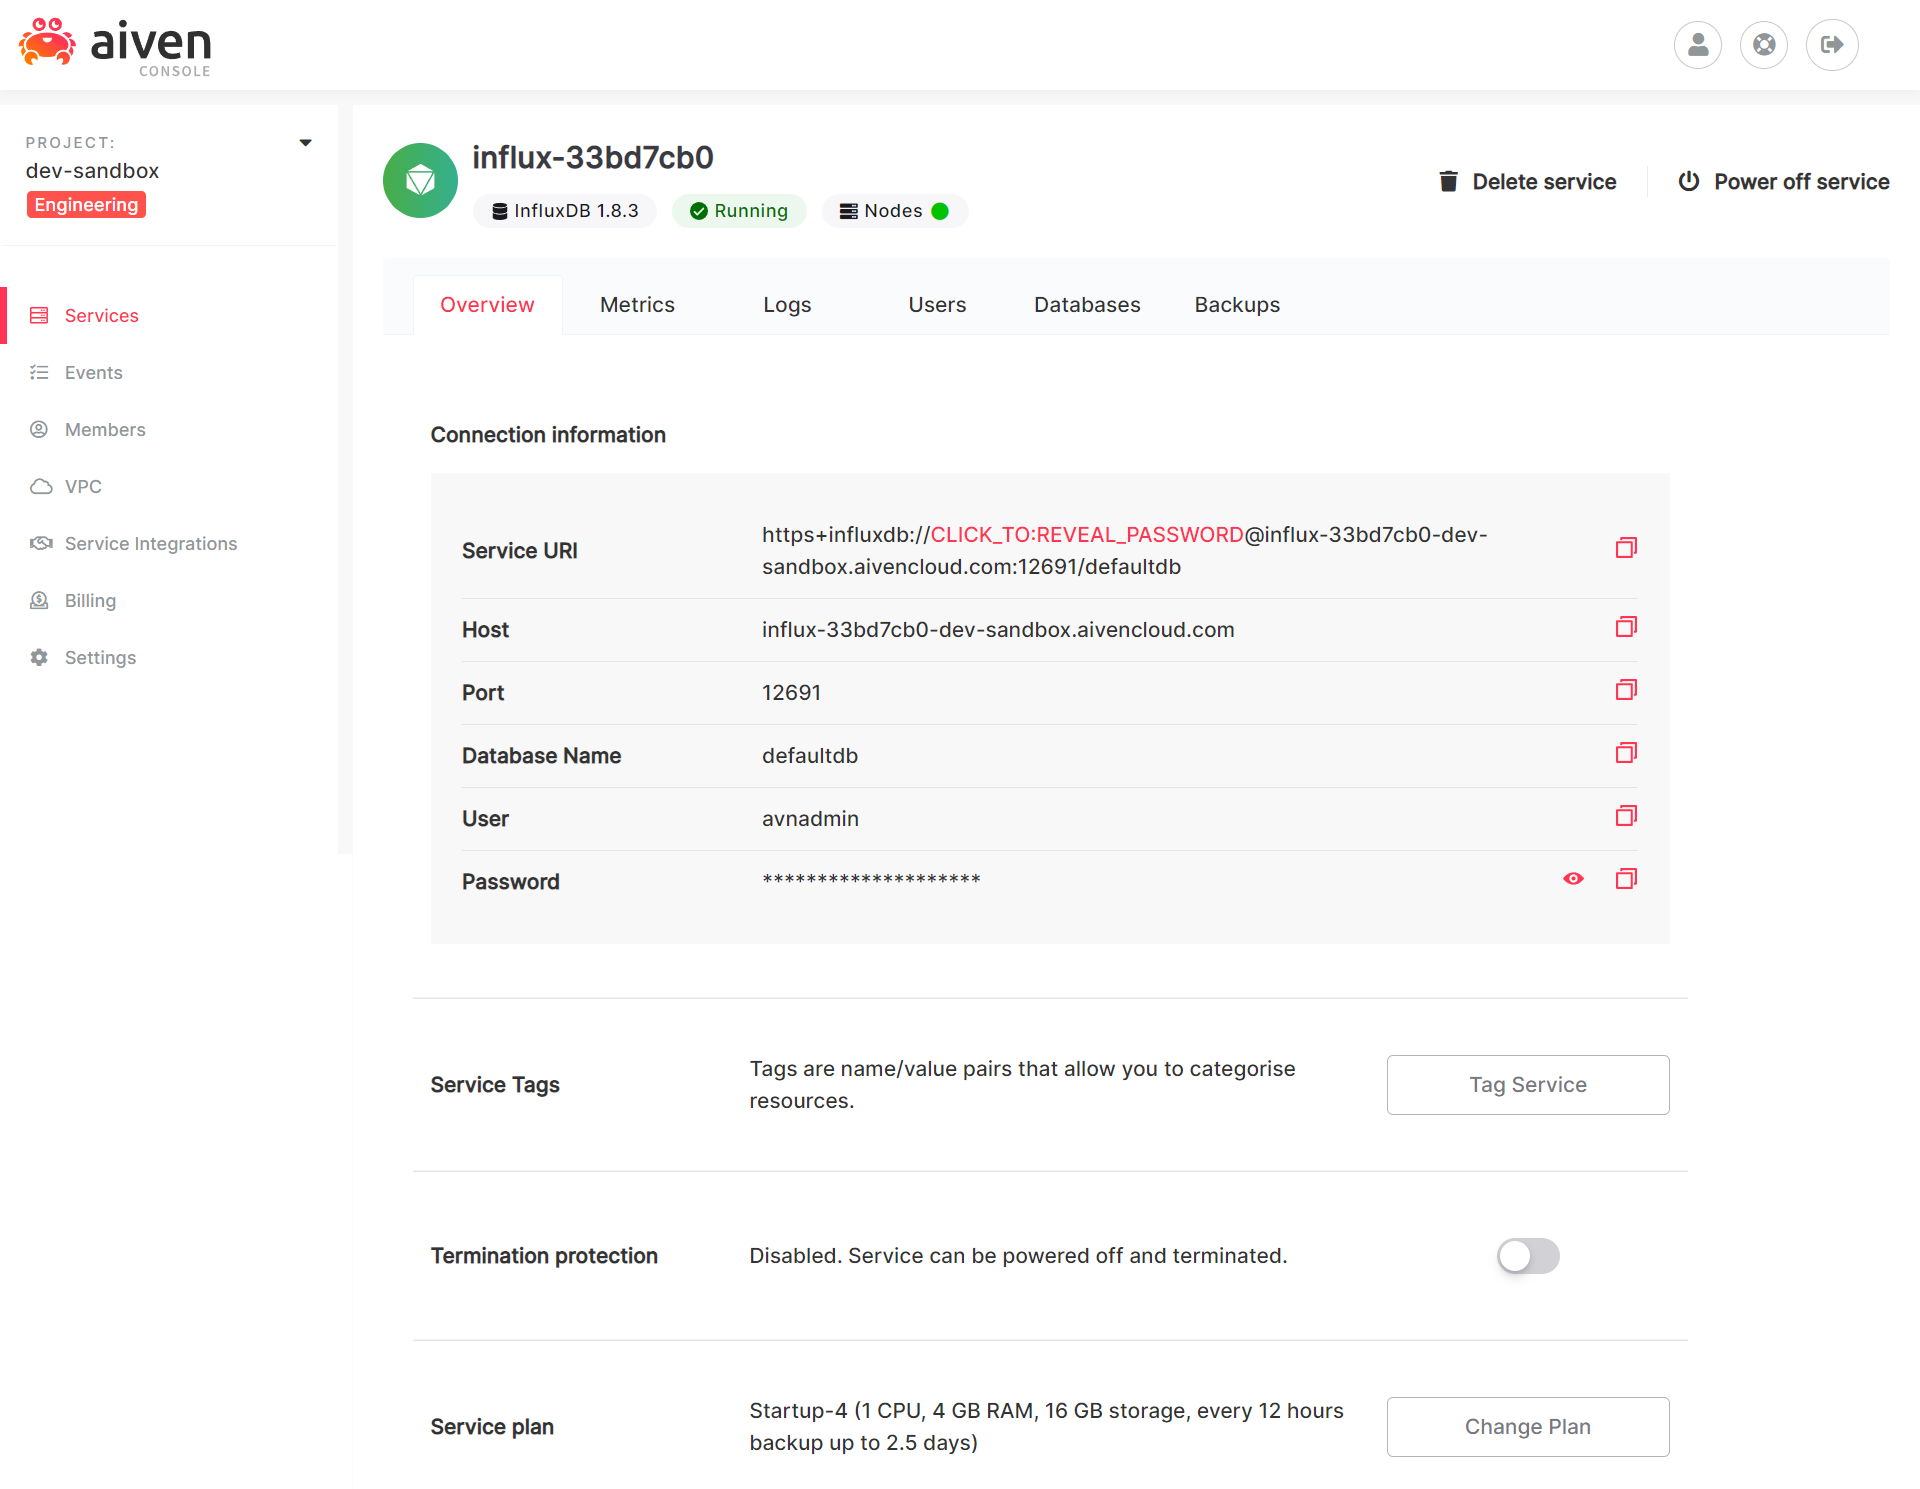 aiven
CONSOLE
PROJECT:
dev-sandbox
Engineering
Services
Events
Members
VPC
Service Integrations
Billing
Settings
influx-33bd7cb0
InfluxDB 1.8.3
Running
Nodes
Delete service
Power off service
Overview
Metrics
Logs
Users
Databases
Backups
Connection information
Service URI
https+influxdb://CLICK_TO:REVEAL_PASSWORD@influx-33bd7cb0-dev-
sandbox.aivencloud.com:12691/defaultdb
Host
influx-33bd7cb0-dev-sandbox.aivencloud.com
Port
12691
Database Name
defaultdb
User
avnadmin
Password
********************
Service Tags
Tags are name/value pairs that allow you to categorise
resources.
Tag Service
Termination protection
Disabled. Service can be powered off and terminated.
Service plan
Startup-4 (1 CPU, 4 GB RAM, 16 GB storage, every 12 hours
backup up to 2.5 days)
Change Plan